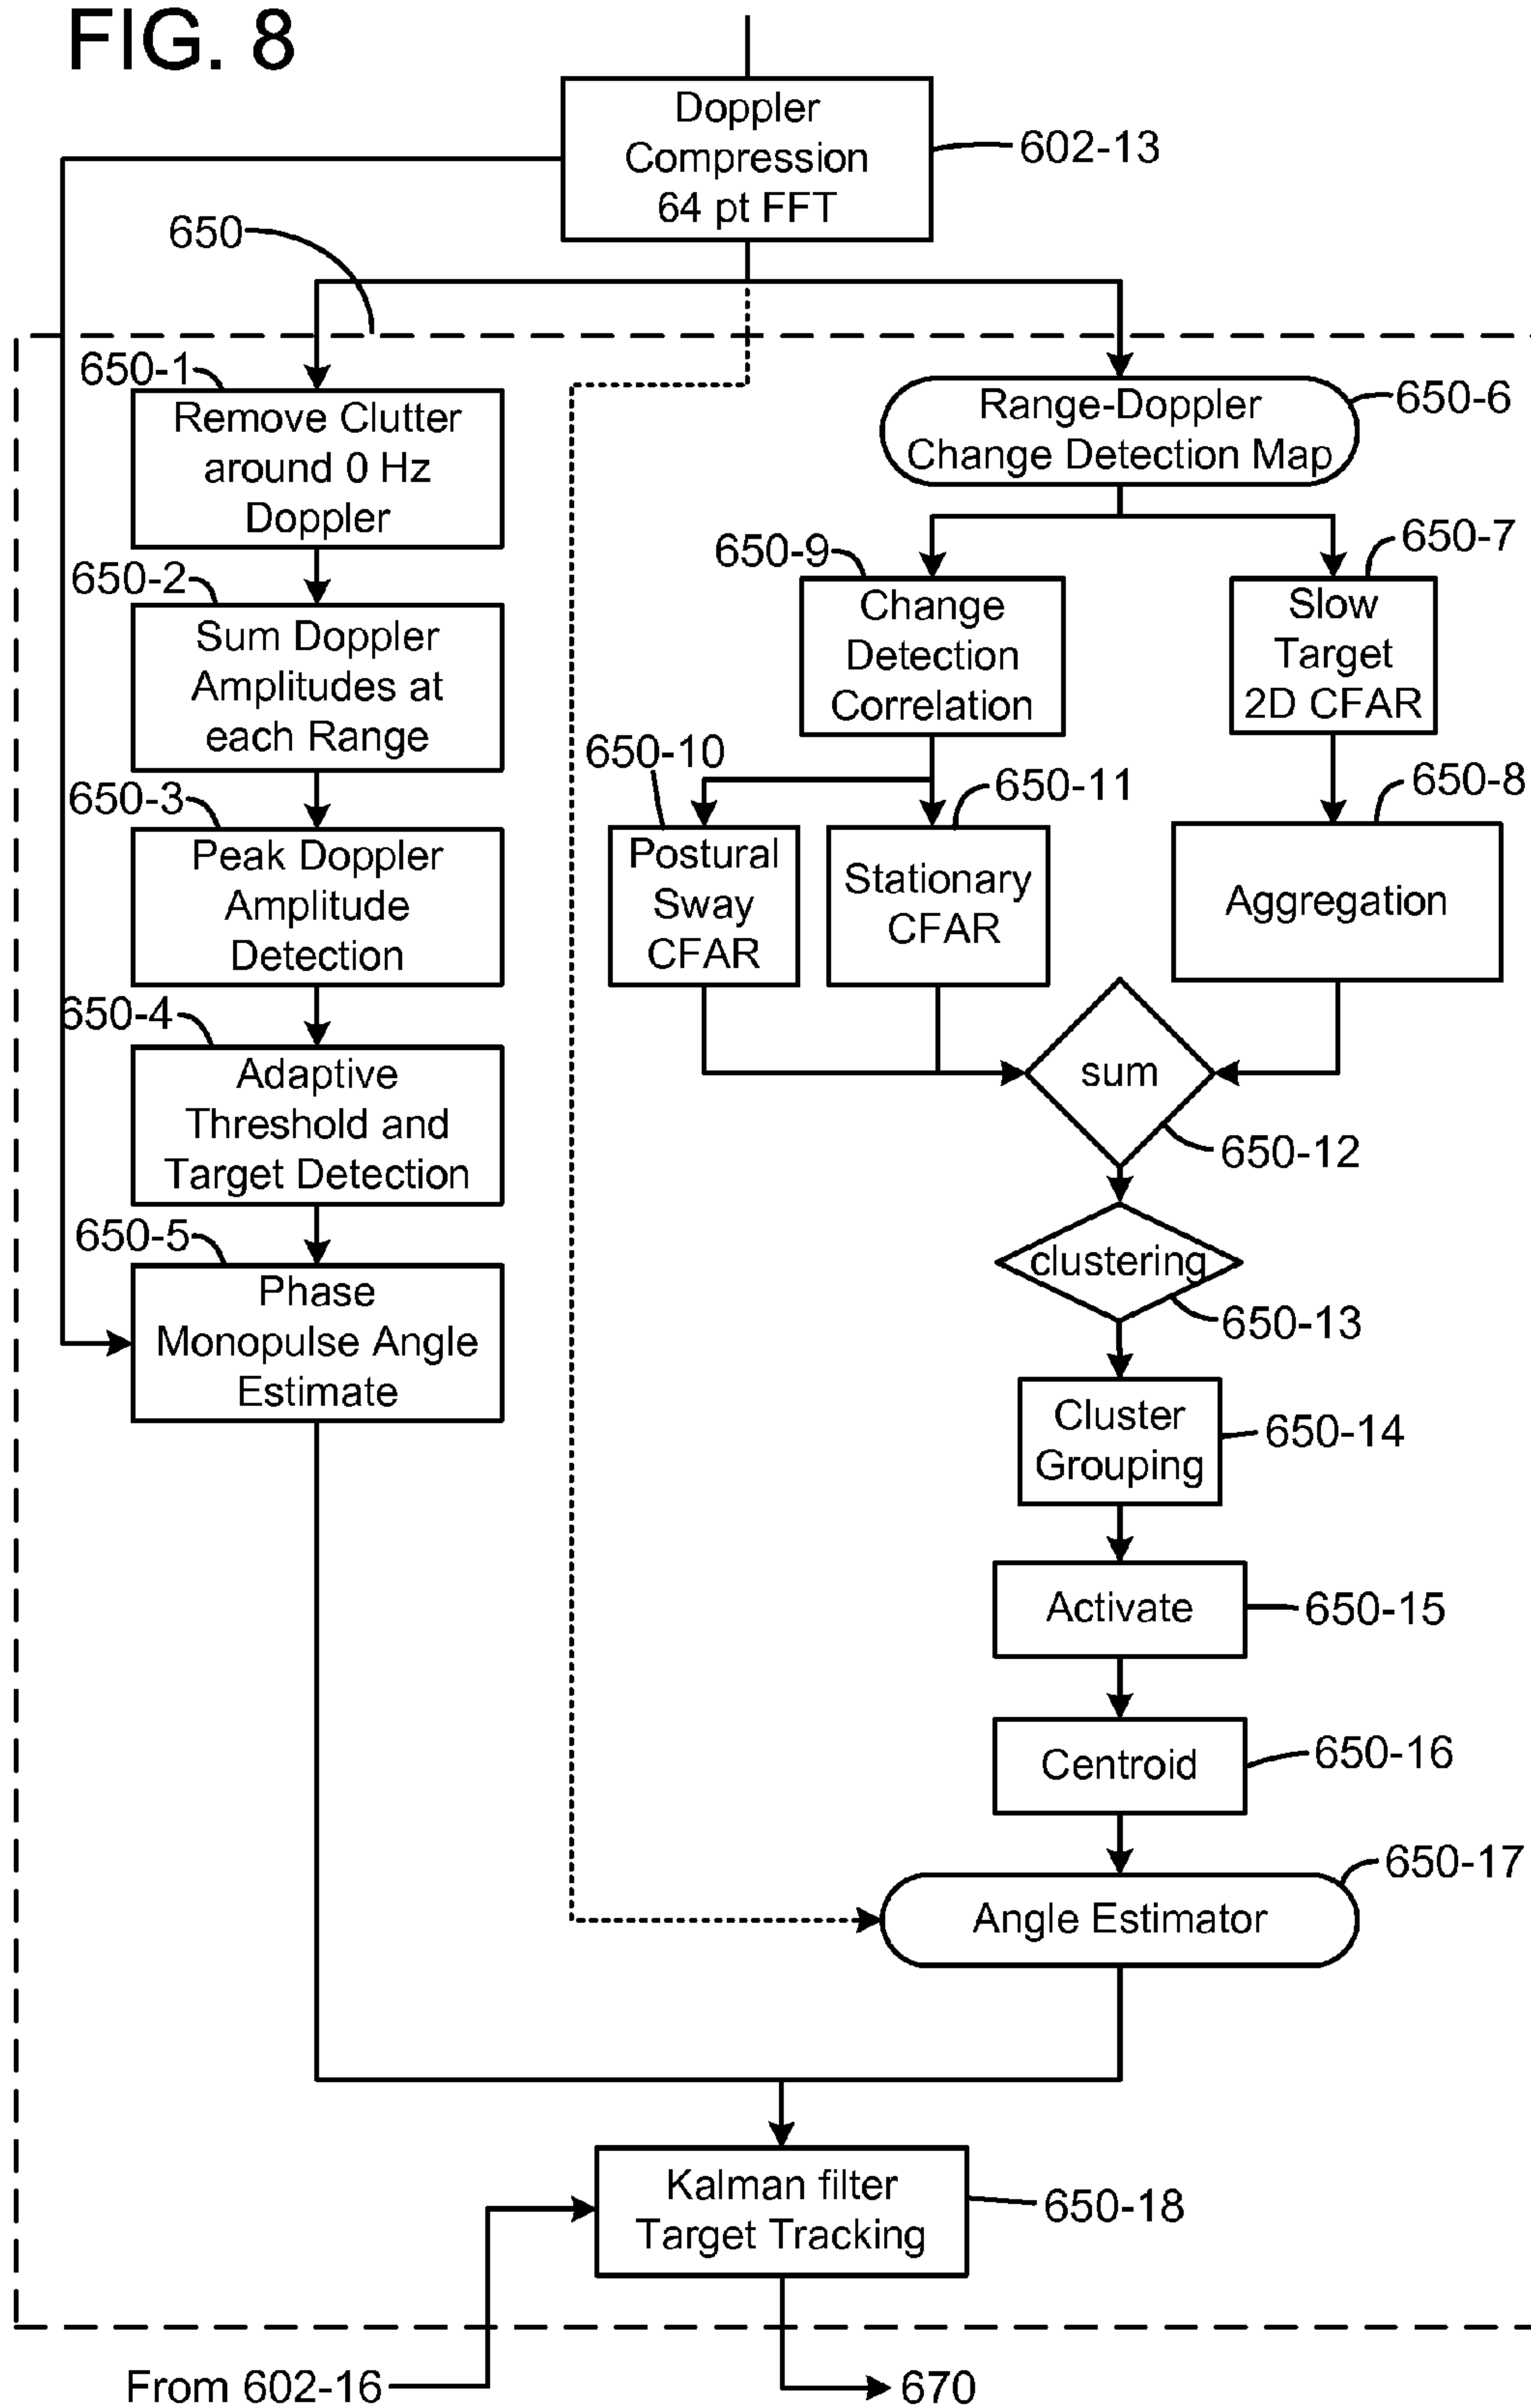 FIG. 8
Doppler
Compression
64 pt FFT
602-13
650
650-1
Remove Clutter
around 0 Hz
Doppler
650-2
Sum Doppler
Amplitudes at
each Range
650-3
Peak Doppler
Amplitude
Detection
650-4
Adaptive
Threshold and
Target Detection
650-5
Phase
Monopulse Angle
Estimate
Range-Doppler
Change Detection Map
650-6
650-9
Change
Detection
Correlation
650-7
Slow
Target
2D CFAR
650-10
Postural
Sway
CFAR
650-11
Stationary
CFAR
650-8
Aggregation
sum
650-12
clustering
650-13
Cluster
Grouping
650-14
Activate
650-15
Centroid
650-16
650-17
Angle Estimator
Kalman filter
Target Tracking
650-18
From 602-16
670